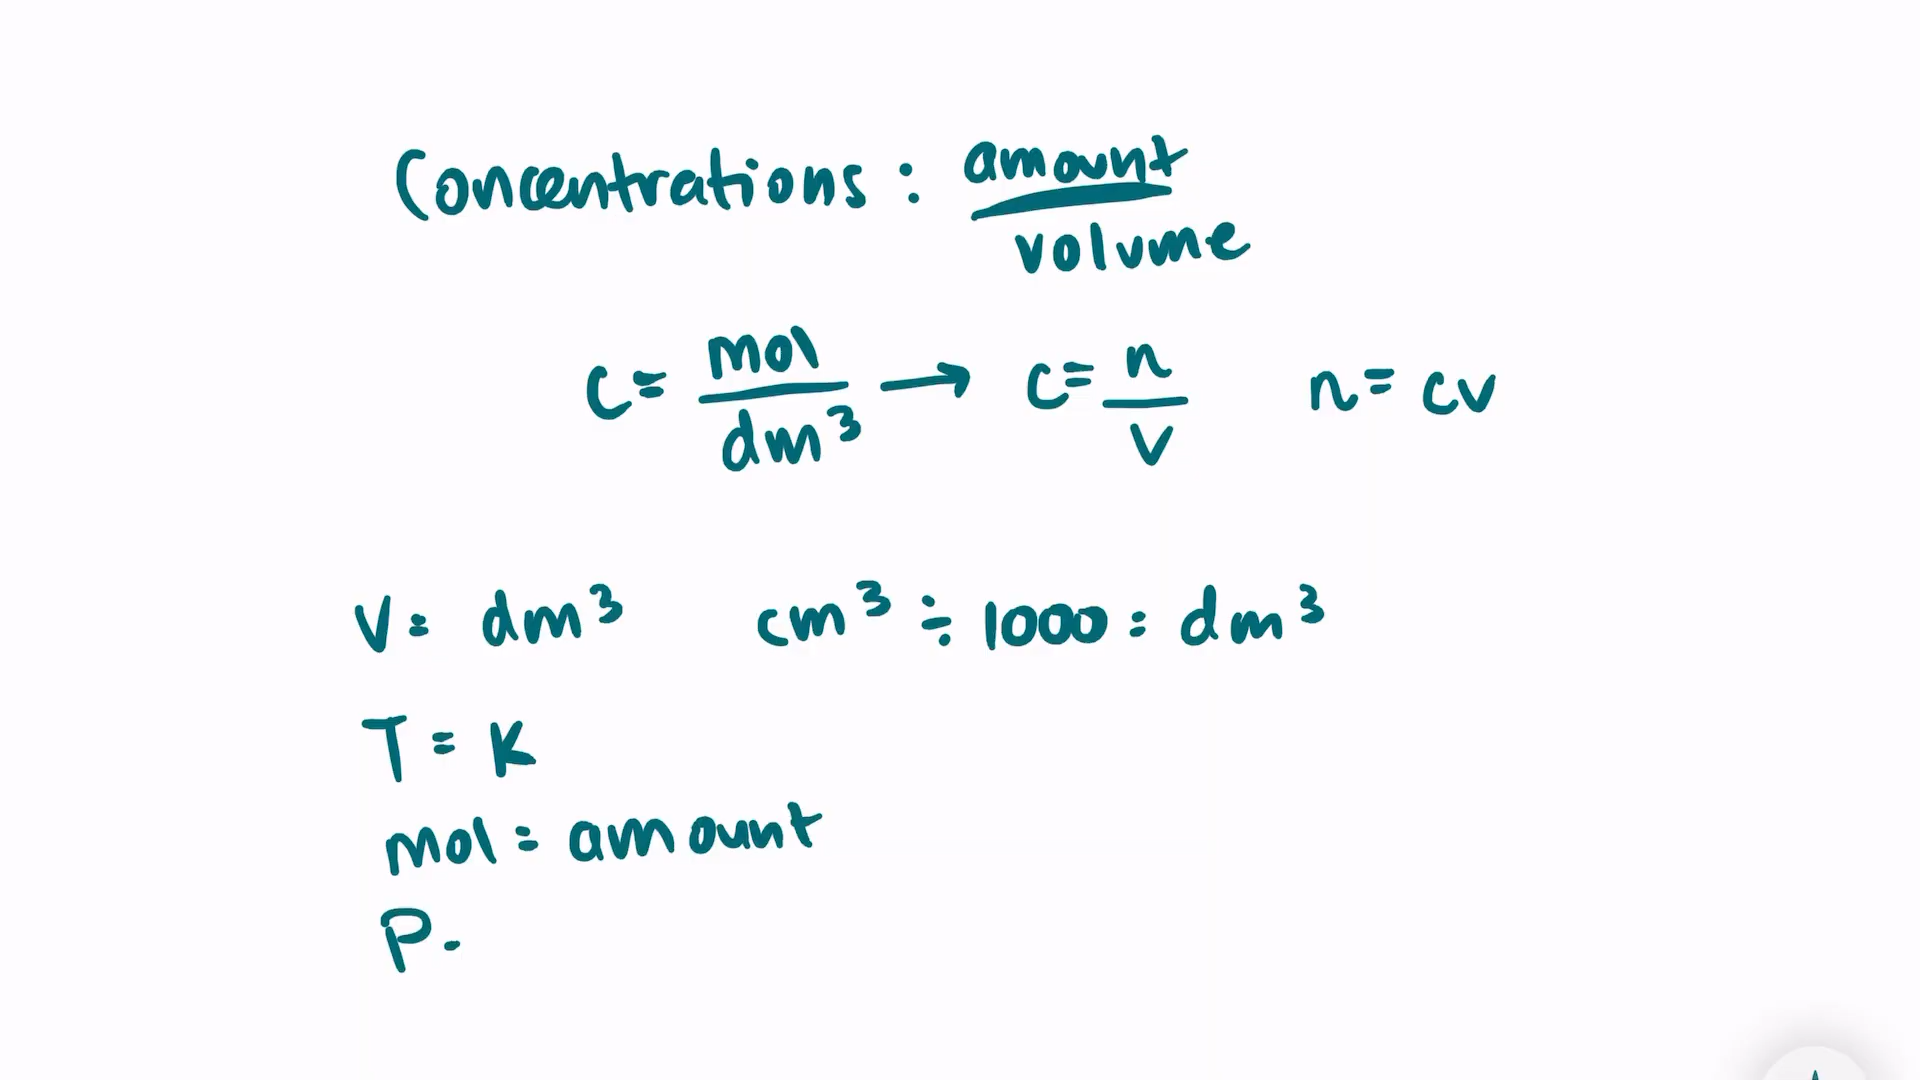 Concentrations : amount
volume
C = mol / dm³ → C = n / V n = cv
V = dm³ cm³ ÷ 1000 = dm³
T = K
mol = amount
P -